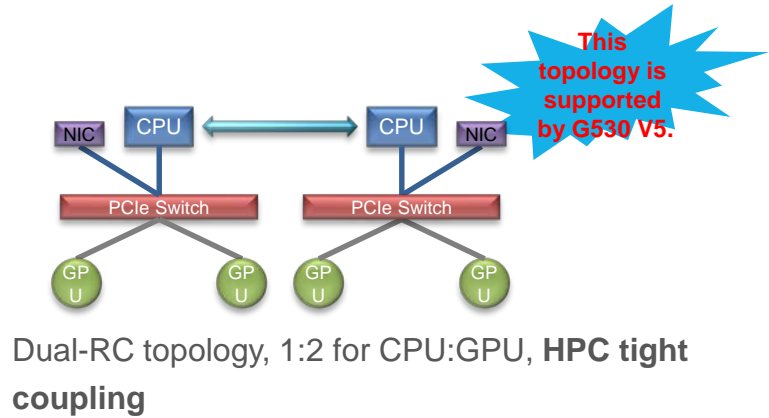 This
topology is
supported
by G530 V5.
NIC
CPU
CPU
NIC
PCIe Switch
PCIe Switch
GP
U
GP
U
GP
U
GP
U
Dual-RC topology, 1:2 for CPU:GPU, HPC tight
coupling